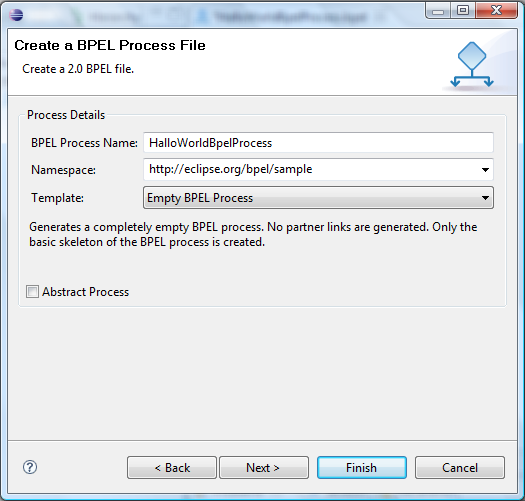 Create a BPEL Process File
Create a 2.0 BPEL file.
Process Details
BPEL Process Name: HalloWorldBpelProcess
Namespace: http://eclipse.org/bpel/sample
Template: Empty BPEL Process
Generates a completely empty BPEL process. No partner links are generated. Only the
basic skeleton of the BPEL process is created.
Abstract Process
? < Back Next > Finish Cancel